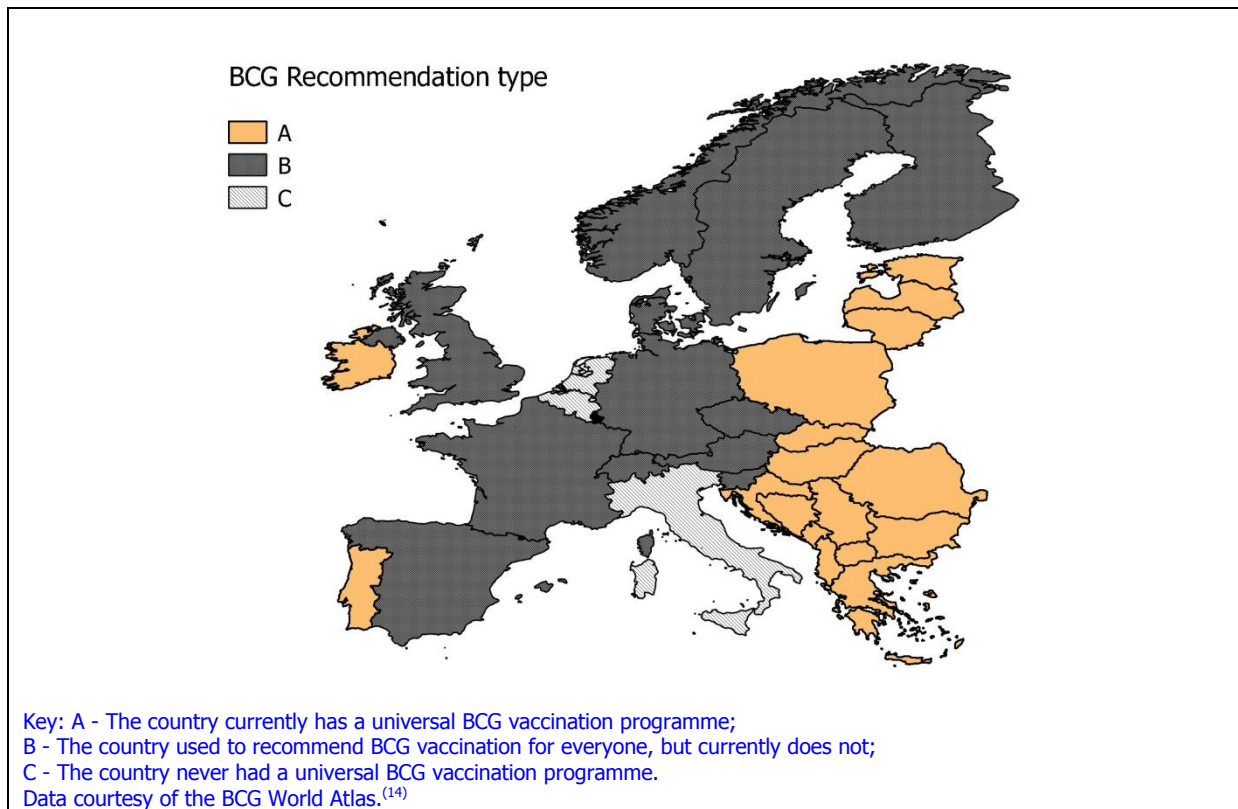 BCG Recommendation type
A
B
C
Key: A - The country currently has a universal BCG vaccination programme;
B - The country used to recommend BCG vaccination for everyone, but currently does not;
C - The country never had a universal BCG vaccination programme.
Data courtesy of the BCG World Atlas.(14)